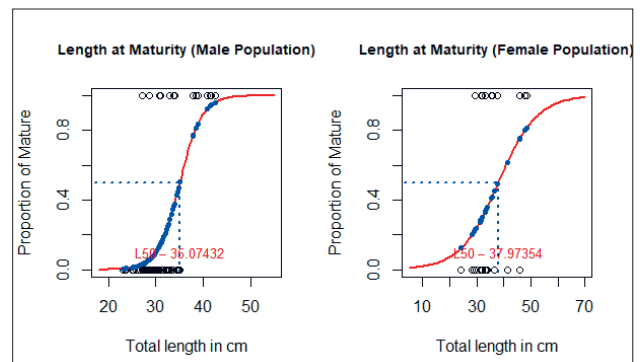 Length at Maturity (Male Population)
Proportion of Mature
0.8
0.4
0.0
L50 – 35.07432
20 30 40 50
Total length in cm
Length at Maturity (Female Population)
Proportion of Mature
0.8
0.4
0.0
L50 – 37.97354
10 30 50 70
Total length in cm